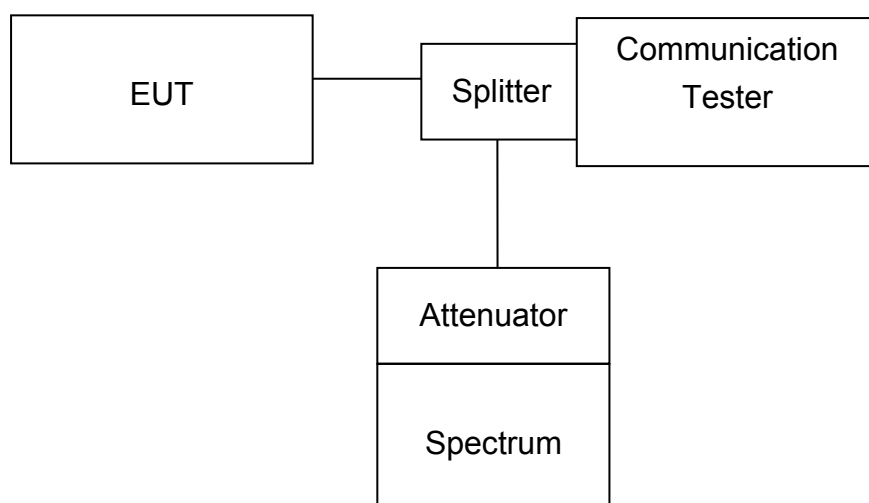 EUT
Splitter
Communication
Tester
Attenuator
Spectrum